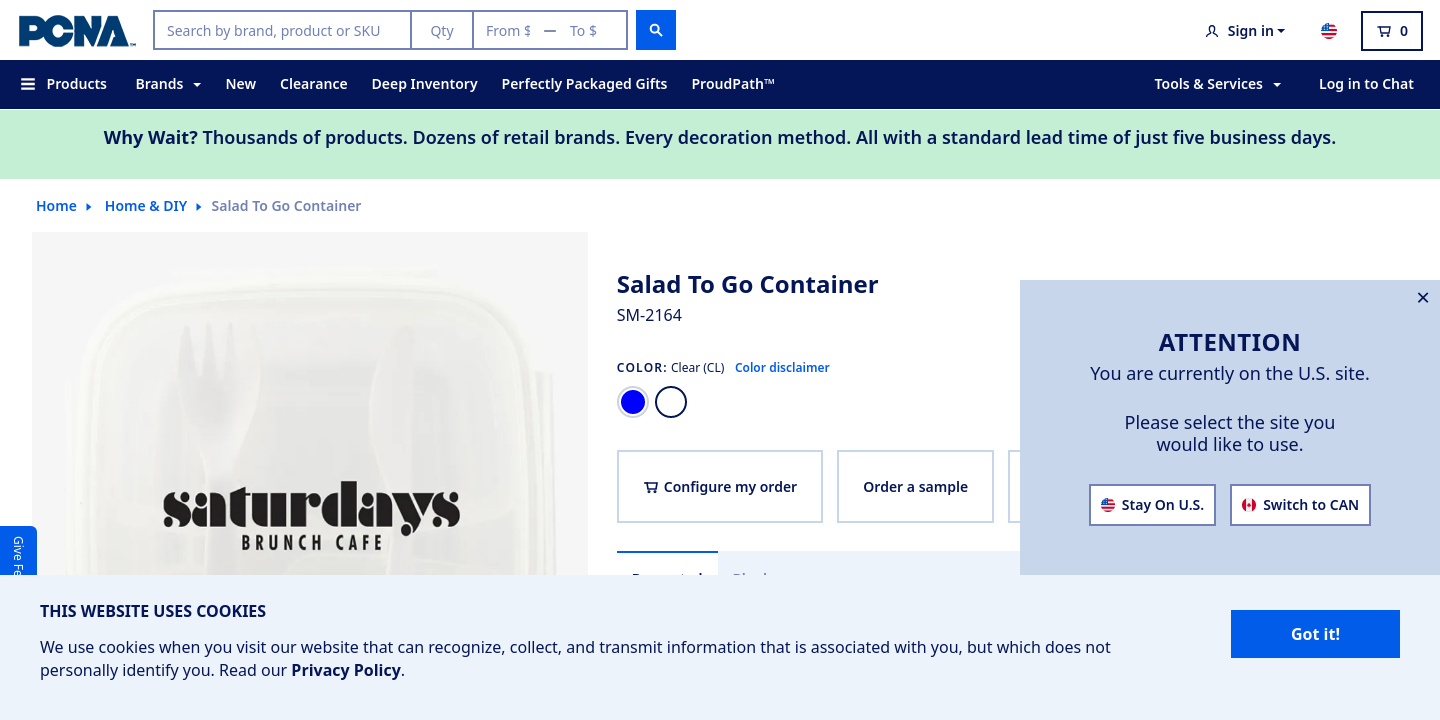 PCNA
Search by brand, product or SKU
Qty
From $
To $
Sign in
0
Products
Brands
New
Clearance
Deep Inventory
Perfectly Packaged Gifts
ProudPath™
Tools & Services
Log in to Chat
Why Wait? Thousands of products. Dozens of retail brands. Every decoration method. All with a standard lead time of just five business days.
Home
Home & DIY
Salad To Go Container
Salad To Go Container
SM-2164
COLOR: Clear (CL)
Color disclaimer
Configure my order
Order a sample
saturdays
BRUNCH CAFE
✕
ATTENTION
You are currently on the U.S. site.
Please select the site you
would like to use.
Stay On U.S.
Switch to CAN
THIS WEBSITE USES COOKIES
We use cookies when you visit our website that can recognize, collect, and transmit information that is associated with you, but which does not
personally identify you. Read our Privacy Policy.
Got it!
Give